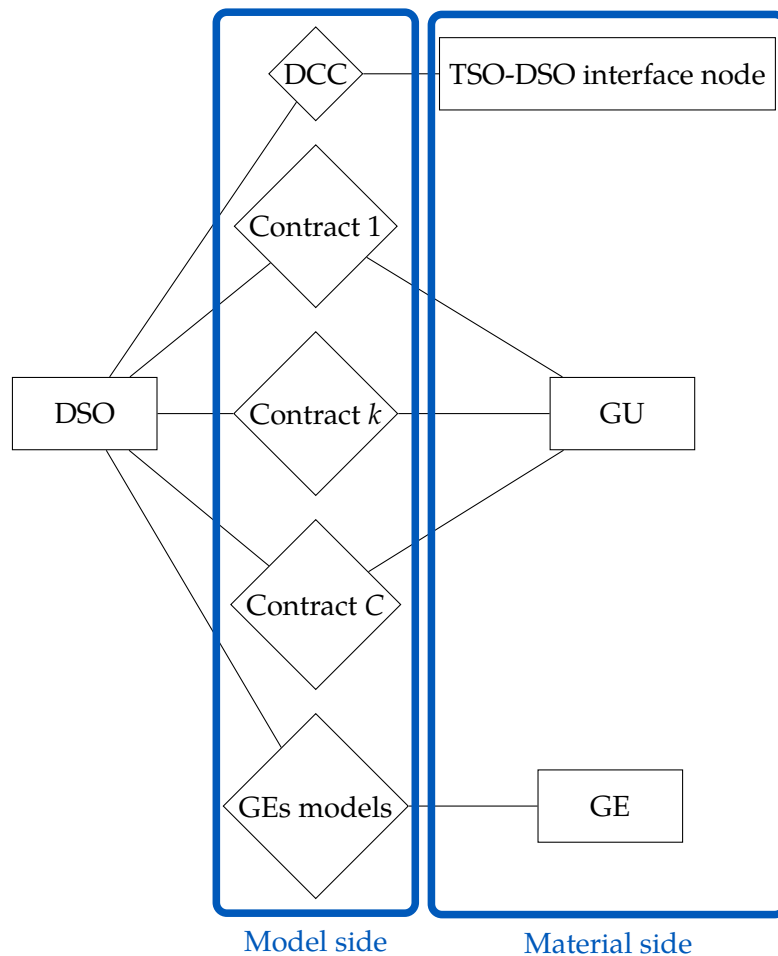 DCC
TSO-DSO interface node
Contract 1
DSO
Contract k
GU
Contract C
GEs models
GE
Model side
Material side